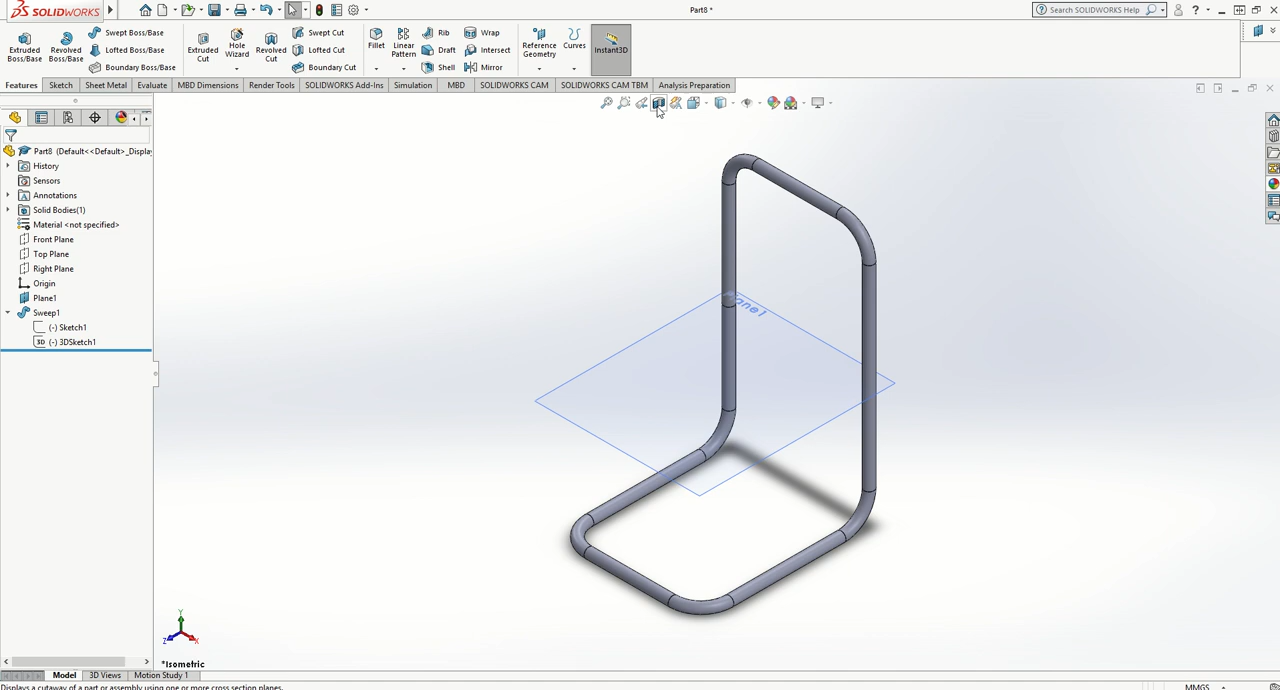 SOLIDWORKS
Part8 *
Search SOLIDWORKS Help
Extruded Boss/Base
Revolved Boss/Base
Swept Boss/Base
Lofted Boss/Base
Boundary Boss/Base
Extruded Cut
Hole Wizard
Revolved Cut
Swept Cut
Lofted Cut
Boundary Cut
Fillet
Linear Pattern
Rib
Draft
Shell
Wrap
Intersect
Mirror
Reference Geometry
Curves
Instant3D
Features Sketch Sheet Metal Evaluate MBD Dimensions Render Tools SOLIDWORKS Add-Ins Simulation MBD SOLIDWORKS CAM SOLIDWORKS CAM TBM Analysis Preparation
Part8 (Default<<Default>_Display
History
Sensors
Annotations
Solid Bodies(1)
Material <not specified>
Front Plane
Top Plane
Right Plane
Origin
Plane1
Sweep1
(-) Sketch1
3D (-) 3DSketch1
Y
Z
X
*Isometric
Model 3D Views Motion Study 1
Displays a cutaway of a part or assembly using one or more cross section planes.
MMGS